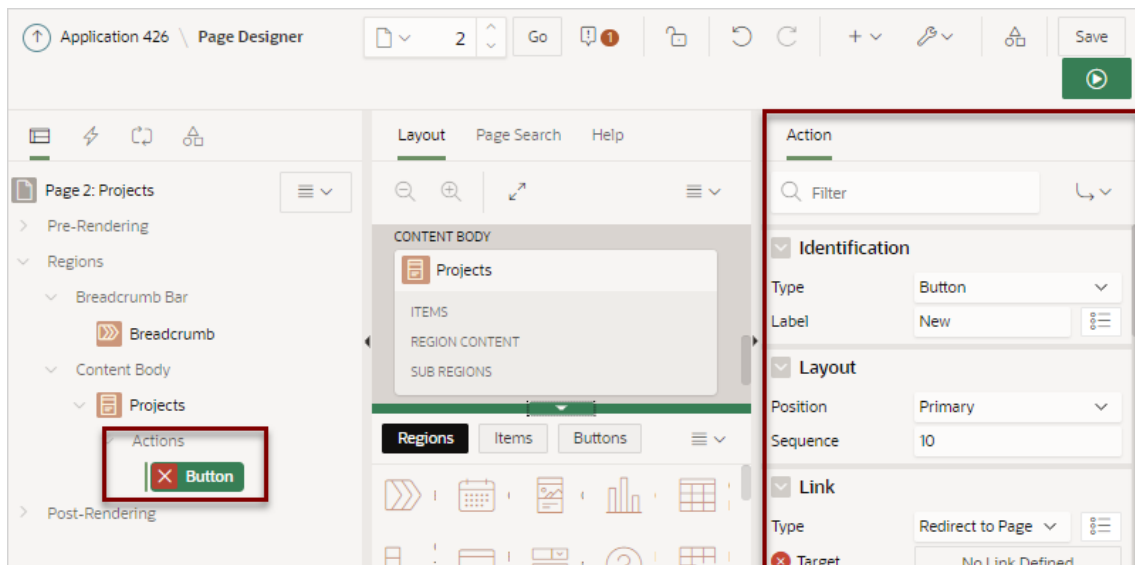 Application 426 \ Page Designer
2
Go
1
Save
Layout
Page Search
Help
Action
Page 2: Projects
Filter
Pre-Rendering
Regions
Breadcrumb Bar
Breadcrumb
Content Body
Projects
Actions
Button
Post-Rendering
CONTENT BODY
Projects
ITEMS
REGION CONTENT
SUB REGIONS
Regions
Items
Buttons
Identification
Type
Button
Label
New
Layout
Position
Primary
Sequence
10
Link
Type
Redirect to Page
Target
No Link Defined